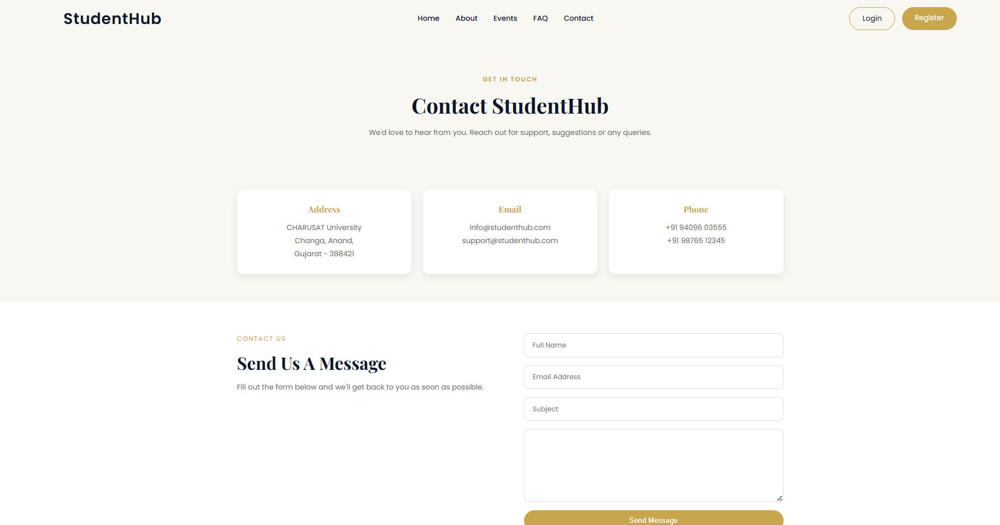 StudentHub
Home About Events FAQ Contact
Login Register
GET IN TOUCH
Contact StudentHub
We'd love to hear from you. Reach out for support, suggestions or any queries.
Address
CHARUSAT University
Changa, Anand,
Gujarat - 388421
Email
info@studenthub.com
support@studenthub.com
Phone
+91 94096 03555
+91 98765 12345
CONTACT US
Send Us A Message
Fill out the form below and we'll get back to you as soon as possible.
Full Name
Email Address
Subject
Send Message